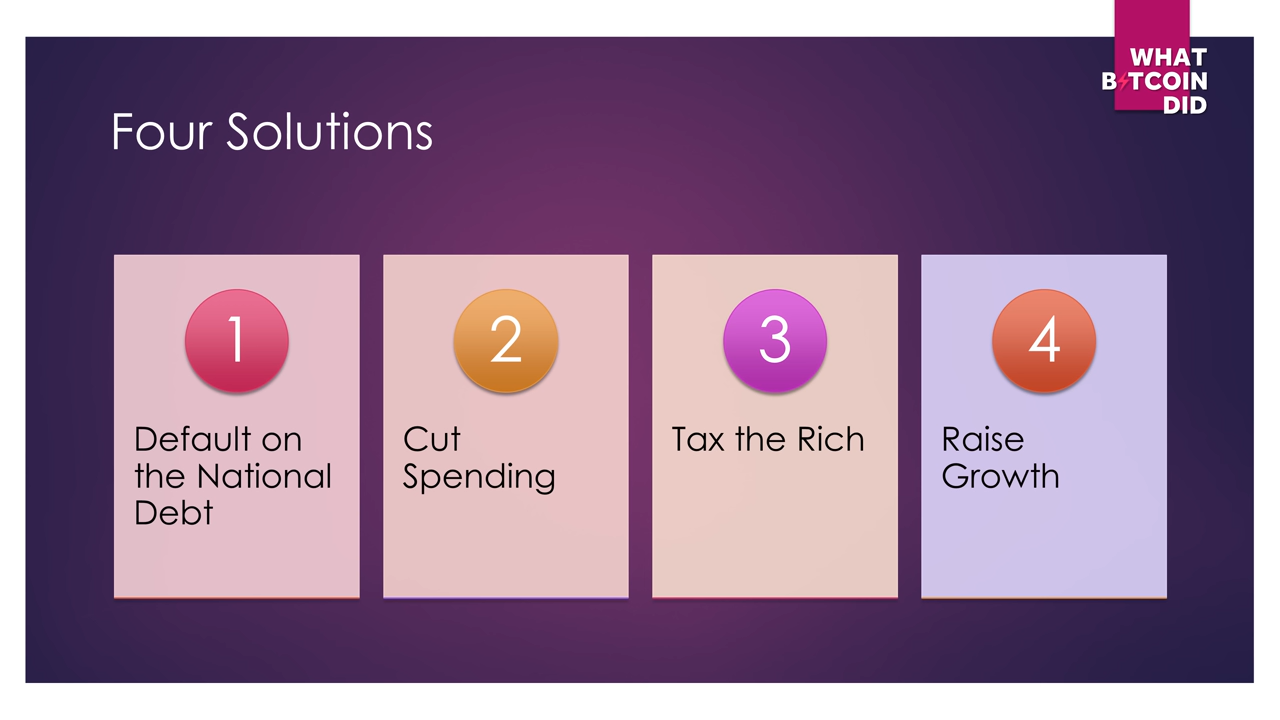 WHAT
B⚡TCOIN
DID
Four Solutions
1
Default on
the National
Debt
2
Cut
Spending
3
Tax the Rich
4
Raise
Growth